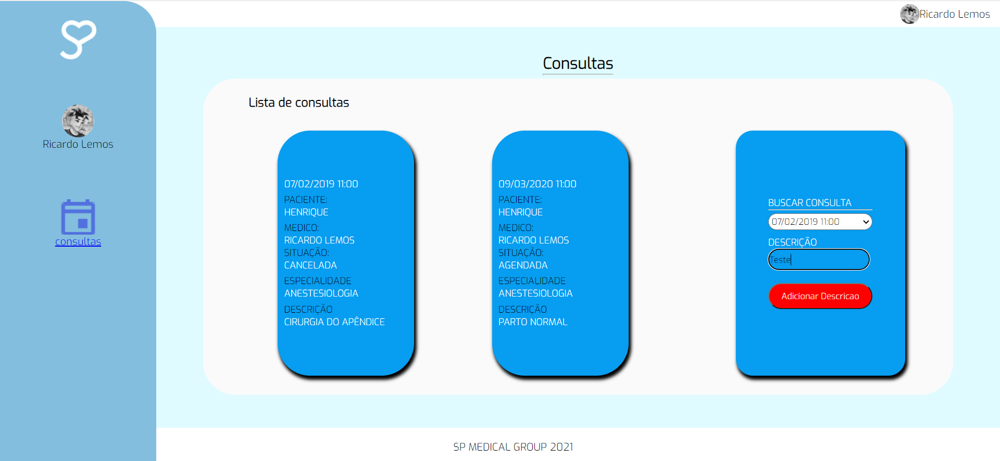 Ricardo Lemos
Ricardo Lemos
consultas
Consultas
Lista de consultas
07/02/2019 11:00
PACIENTE:
HENRIQUE
MEDICO:
RICARDO LEMOS
SITUAÇÃO:
CANCELADA
ESPECIALIDADE
ANESTESIOLOGIA
DESCRIÇÃO
CIRURGIA DO APÊNDICE
09/03/2020 11:00
PACIENTE:
HENRIQUE
MEDICO:
RICARDO LEMOS
SITUAÇÃO:
AGENDADA
ESPECIALIDADE
ANESTESIOLOGIA
DESCRIÇÃO
PARTO NORMAL
BUSCAR CONSULTA
07/02/2019 11:00
DESCRIÇÃO
Teste
Adicionar Descricao
SP MEDICAL GROUP 2021